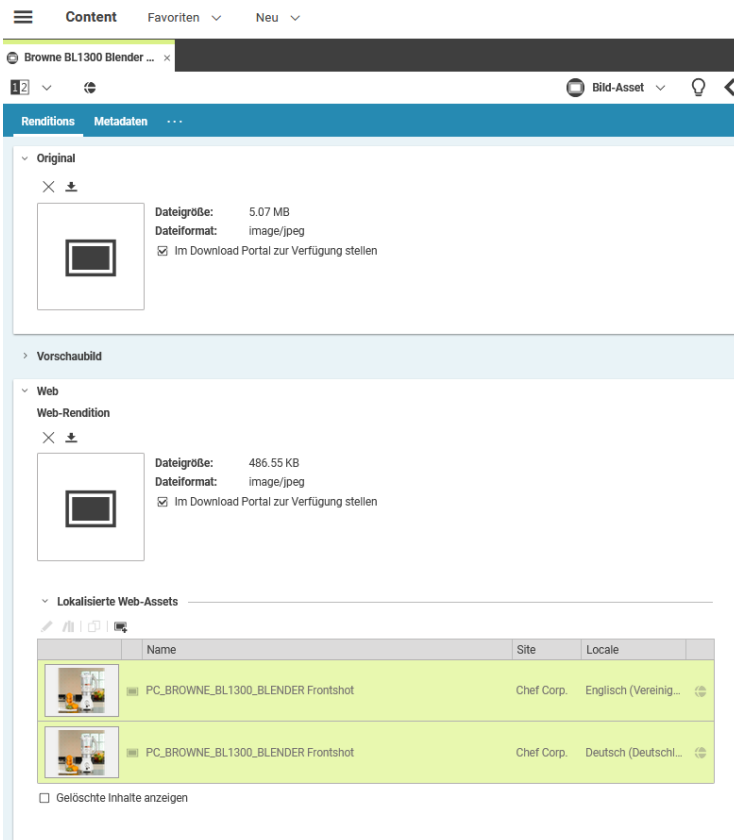 Content Favoriten Neu
Browne BL1300 Blender ... ×
12 Bild-Asset
Renditions Metadaten ...
Original
Dateigröße: 5.07 MB
Dateiformat: image/jpeg
Im Download Portal zur Verfügung stellen
Vorschaubild
Web
Web-Rendition
Dateigröße: 486.55 KB
Dateiformat: image/jpeg
Im Download Portal zur Verfügung stellen
Lokalisierte Web-Assets
Name Site Locale
PC_BROWNE_BL1300_BLENDER Frontshot Chef Corp. Englisch (Vereinig...
PC_BROWNE_BL1300_BLENDER Frontshot Chef Corp. Deutsch (Deutschl...
Gelöschte Inhalte anzeigen